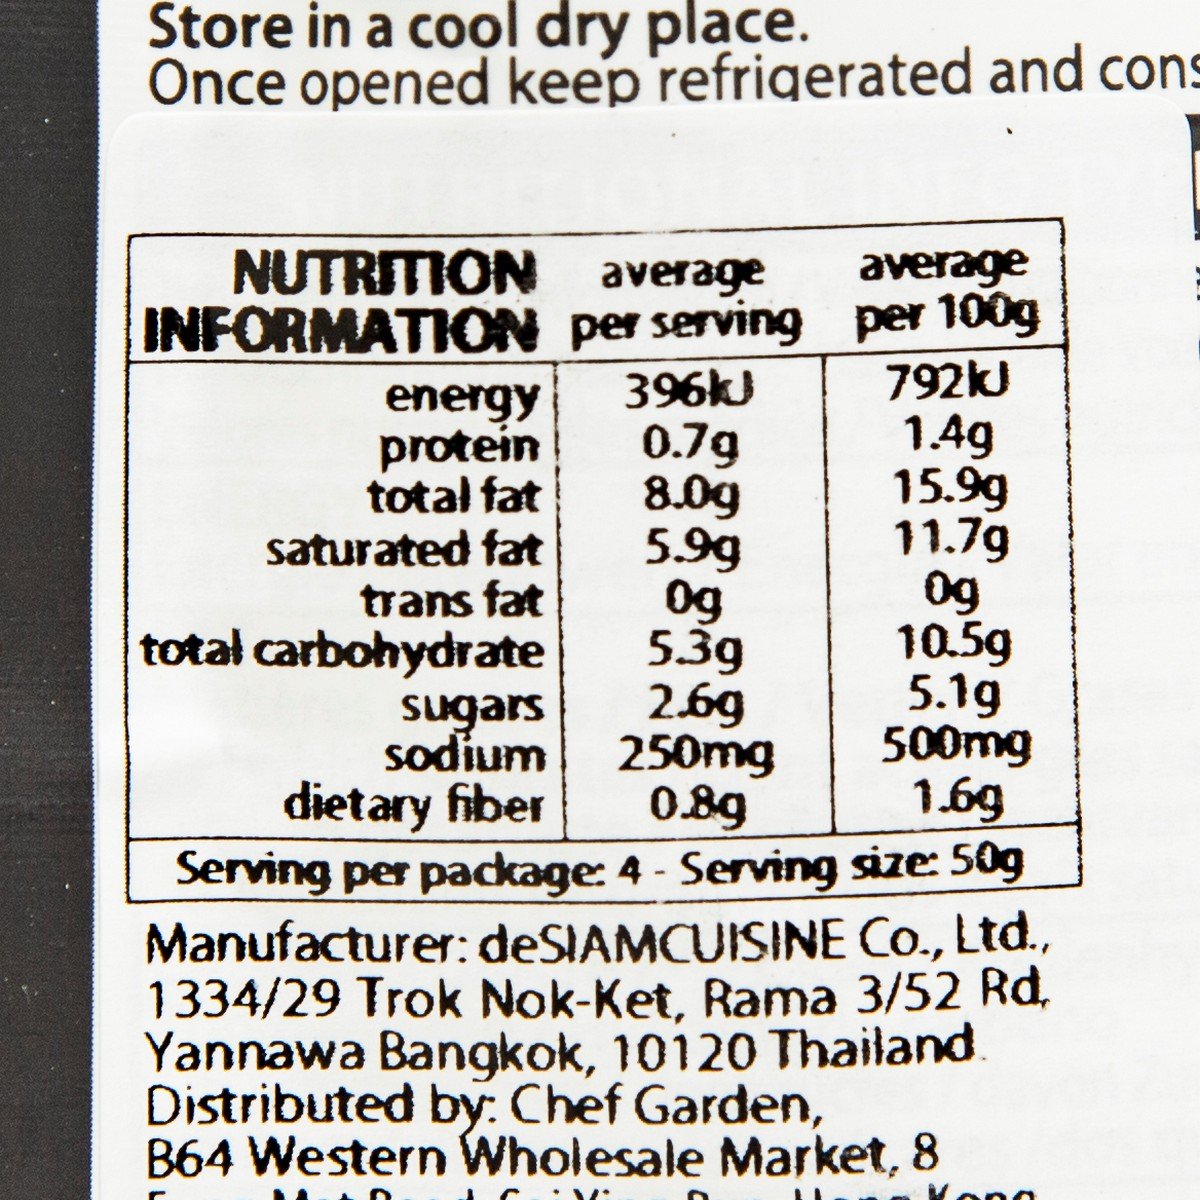 Store in a cool dry place.
Once opened keep refrigerated and cons
NUTRITION INFORMATION average per serving average per 100g
energy 396kJ 792kJ
protein 0.7g 1.4g
total fat 8.0g 15.9g
saturated fat 5.9g 11.7g
trans fat 0g 0g
total carbohydrate 5.3g 10.5g
sugars 2.6g 5.1g
sodium 250mg 500mg
dietary fiber 0.8g 1.6g
Serving per package: 4 - Serving size: 50g
Manufacturer: deSIAMCUISINE Co., Ltd.,
1334/29 Trok Nok-Ket, Rama 3/52 Rd,
Yannawa Bangkok, 10120 Thailand.
Distributed by: Chef Garden,
B64 Western Wholesale Market, 8